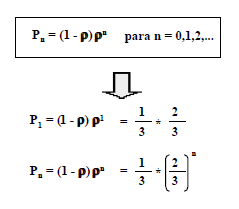 Pₙ = (1 - ρ) ρⁿ para n = 0,1,2,...
P₁ = (1 - ρ) ρ¹ = 1/3 * 2/3
Pₙ = (1 - ρ) ρⁿ = 1/3 * (2/3)ⁿ